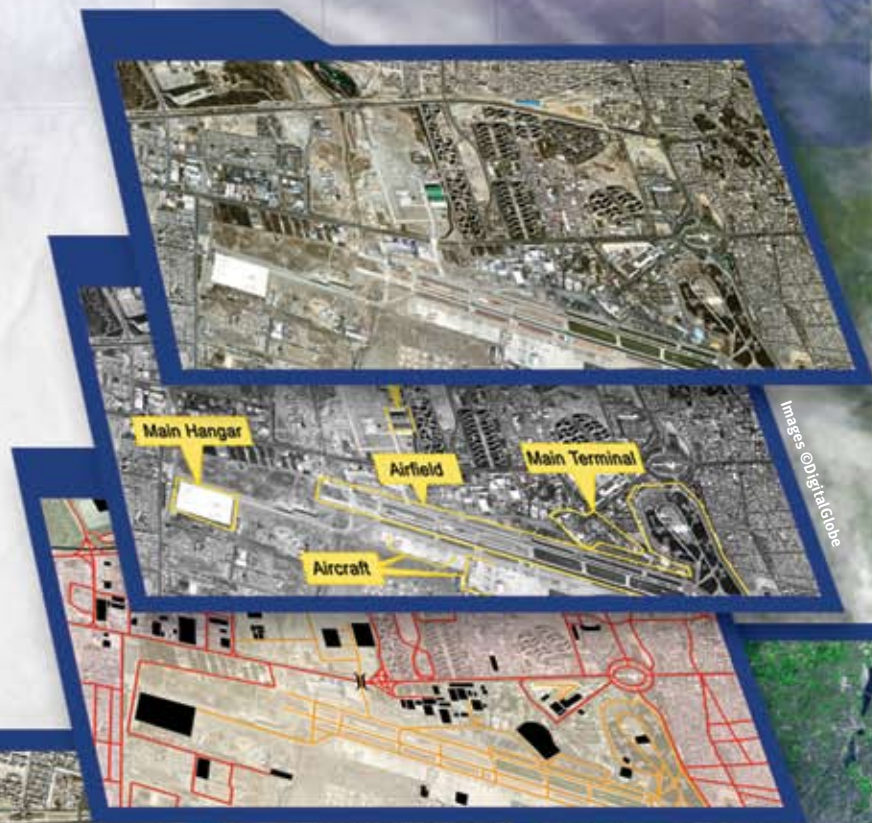 Main Hangar
Airfield
Main Terminal
Aircraft
Images ©DigitalGlobe